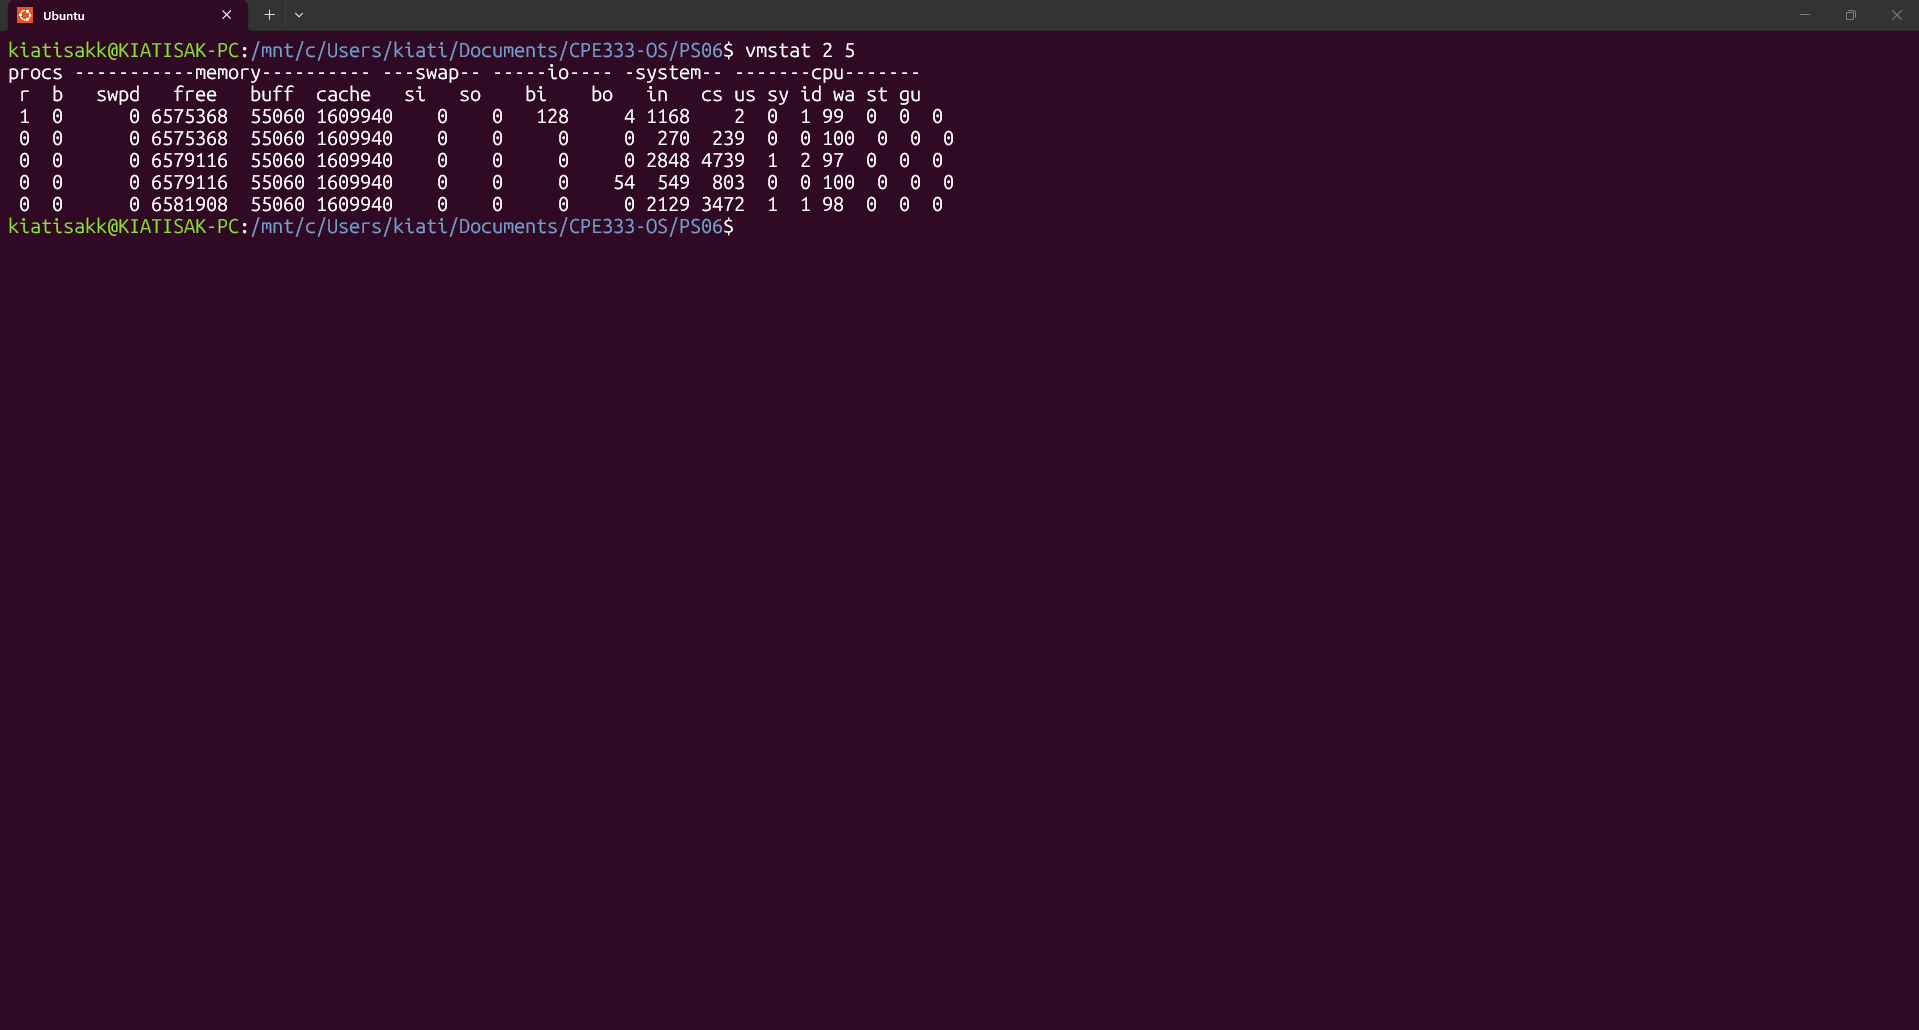 Ubuntu
kiatisakk@KIATISAK-PC:/mnt/c/Users/kiati/Documents/CPE333-OS/PS06$ vmstat 2 5
procs -----------memory---------- ---swap-- -----io---- -system-- -------cpu-------
 r  b   swpd   free   buff  cache   si   so    bi    bo   in   cs us sy id wa st gu
 1  0      0 6575368  55060 1609940    0    0   128     4 1168    2  0  1 99  0  0  0
 0  0      0 6575368  55060 1609940    0    0     0     0  270  239  0  0 100  0  0  0
 0  0      0 6579116  55060 1609940    0    0     0     0 2848 4739  1  2 97  0  0  0
 0  0      0 6579116  55060 1609940    0    0     0    54  549  803  0  0 100  0  0  0
 0  0      0 6581908  55060 1609940    0    0     0     0 2129 3472  1  1 98  0  0  0
kiatisakk@KIATISAK-PC:/mnt/c/Users/kiati/Documents/CPE333-OS/PS06$